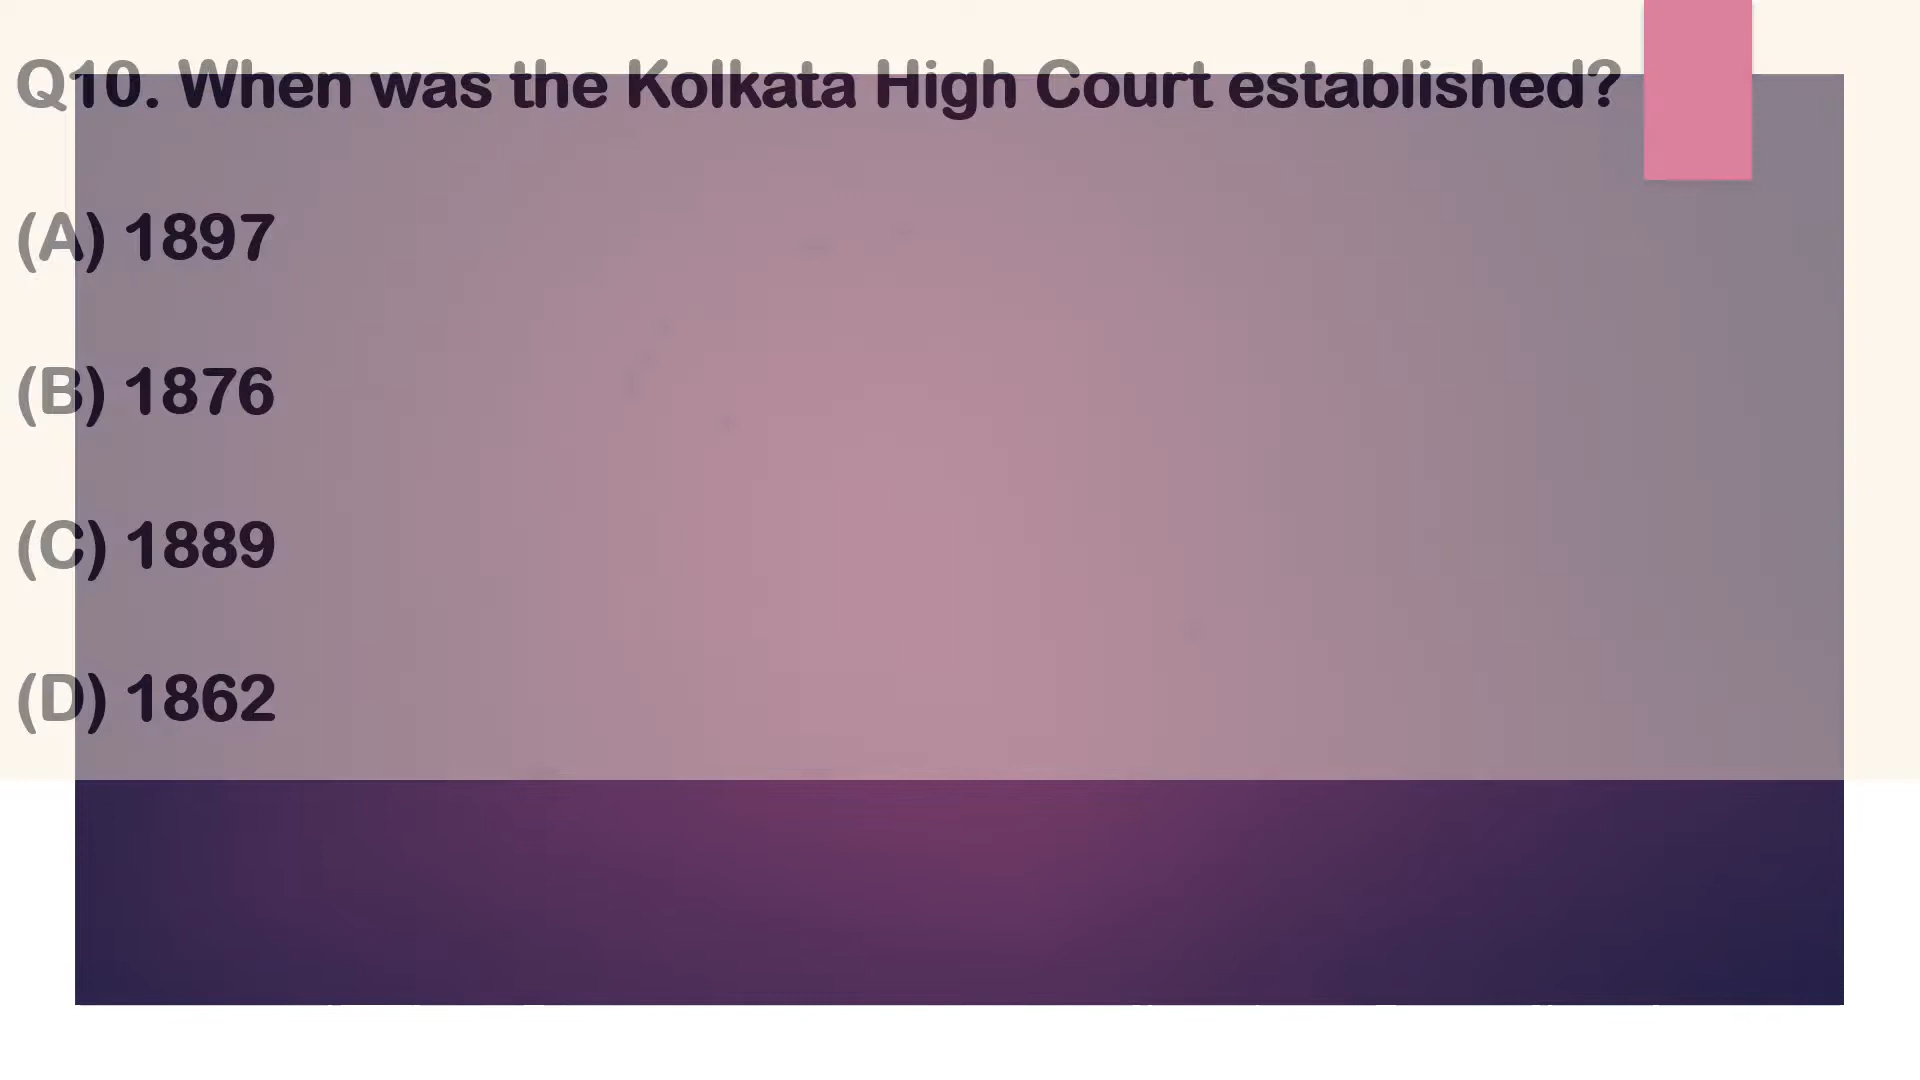 Q10. When was the Kolkata High Court established?
(A) 1897
(B) 1876
(C) 1889
(D) 1862